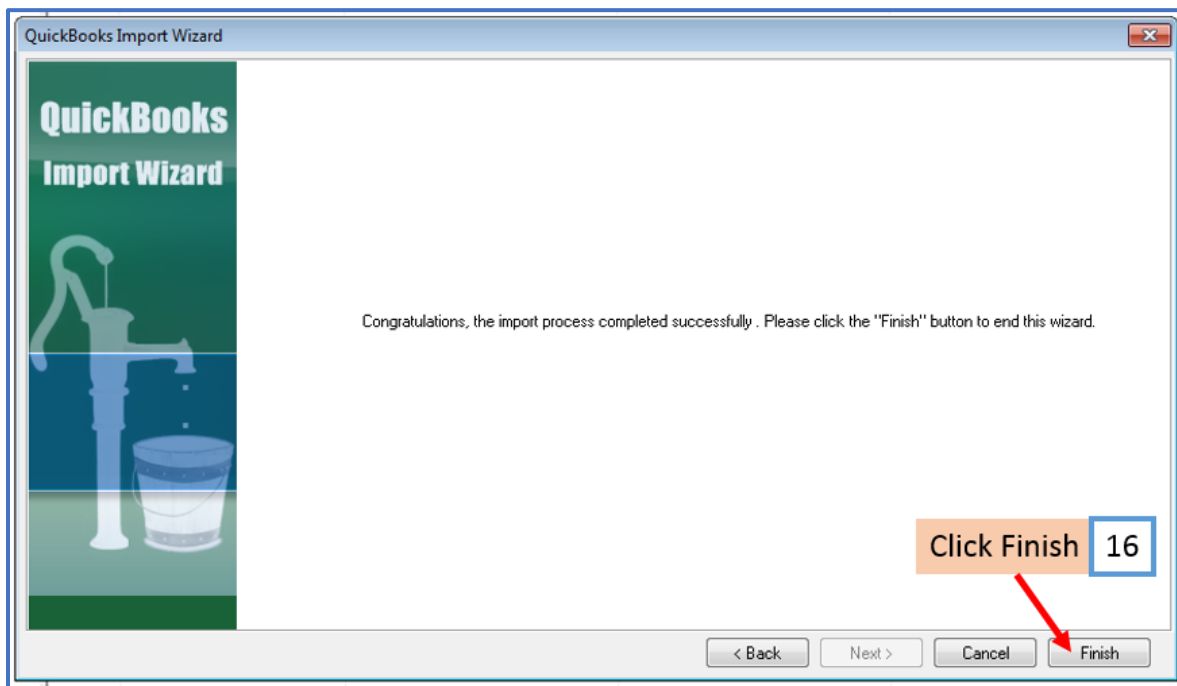 QuickBooks Import Wizard
QuickBooks
Import Wizard
Congratulations, the import process completed successfully . Please click the "Finish" button to end this wizard.
Click Finish 16
< Back Next > Cancel Finish